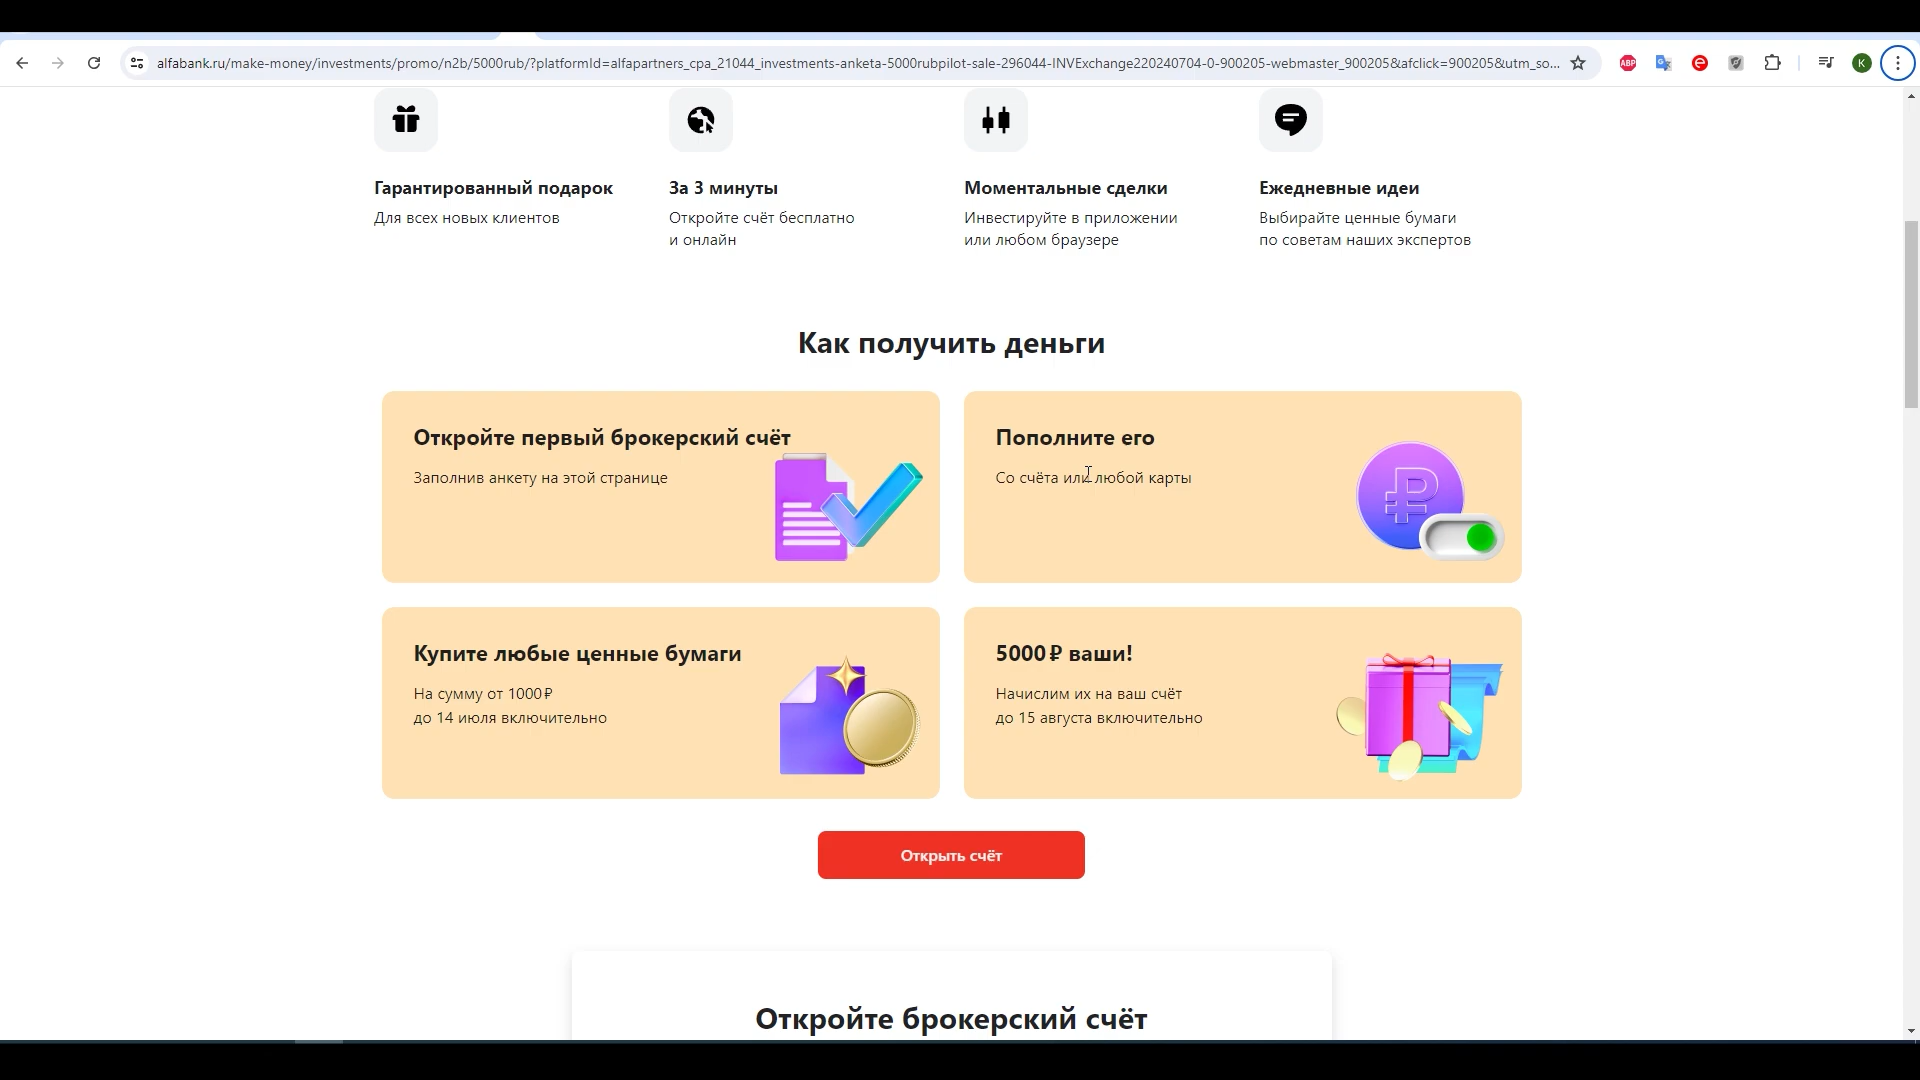 alfabank.ru/make-money/investments/promo/n2b/5000rub/?platformId=alfapartners_cpa_21044_investments-anketa-5000rubpilot-sale-296044-INVExchange220240704-0-900205-webmaster_900205&afclick=900205&utm_so...
ABP
K
Гарантированный подарок
Для всех новых клиентов
За 3 минуты
Откройте счёт бесплатно
и онлайн
Моментальные сделки
Инвестируйте в приложении
или любом браузере
Ежедневные идеи
Выбирайте ценные бумаги
по советам наших экспертов
Как получить деньги
Откройте первый брокерский счёт
Заполнив анкету на этой странице
Пополните его
Со счёта или любой карты
Купите любые ценные бумаги
На сумму от 1000 ₽
до 14 июля включительно
5000 ₽ ваши!
Начислим их на ваш счёт
до 15 августа включительно
Открыть счёт
Откройте брокерский счёт